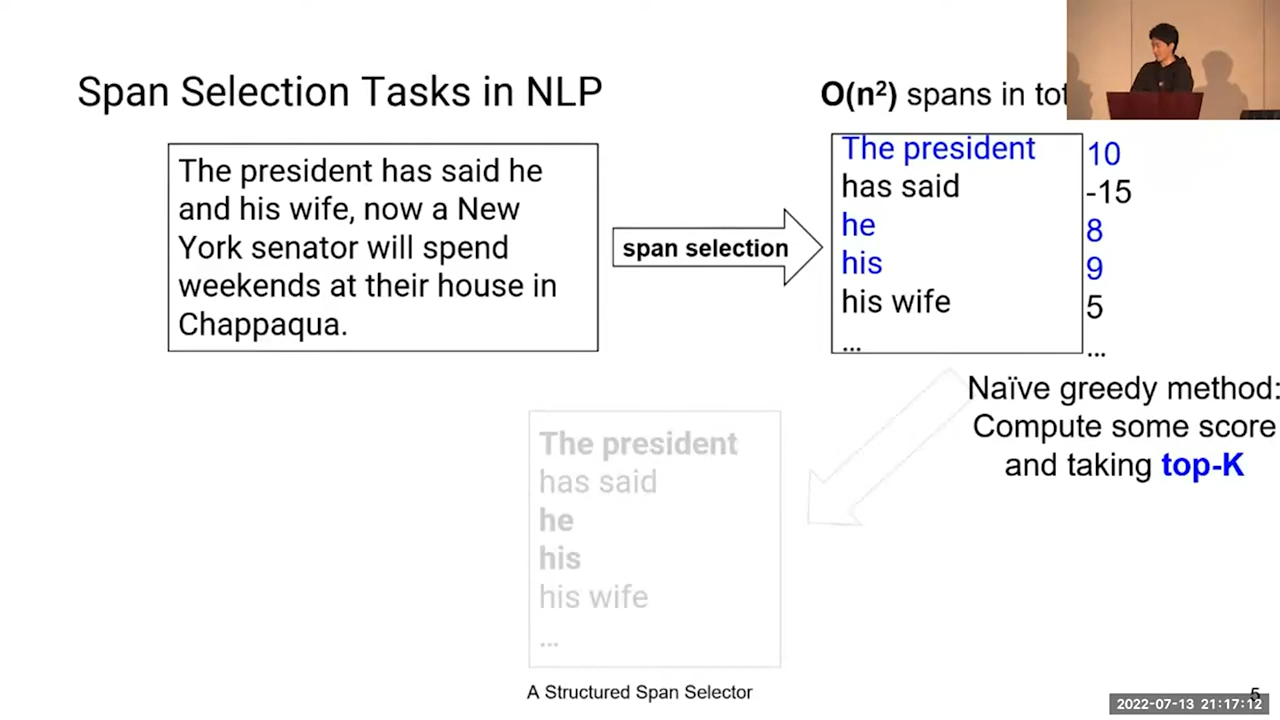 Span Selection Tasks in NLP
The president has said he
and his wife, now a New
York senator will spend
weekends at their house in
Chappaqua.
span selection
O(n²) spans in tot
The president 10
has said -15
he 8
his 9
his wife 5
... ...
Naïve greedy method:
Compute some score
and taking top-K
The president
has said
he
his
his wife
...
A Structured Span Selector
5
2022-07-13 21:17:12